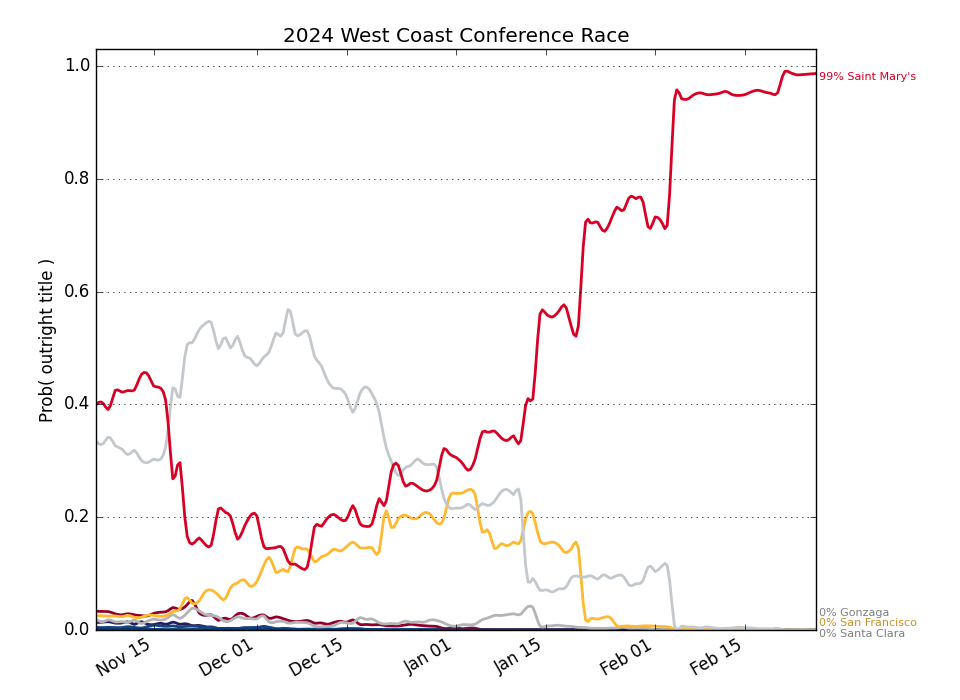 2024 West Coast Conference Race
Prob( outright title )
1.0
0.8
0.6
0.4
0.2
0.0
Nov 15
Dec 01
Dec 15
Jan 01
Jan 15
Feb 01
Feb 15
99% Saint Mary's
0% Gonzaga
0% San Francisco
0% Santa Clara